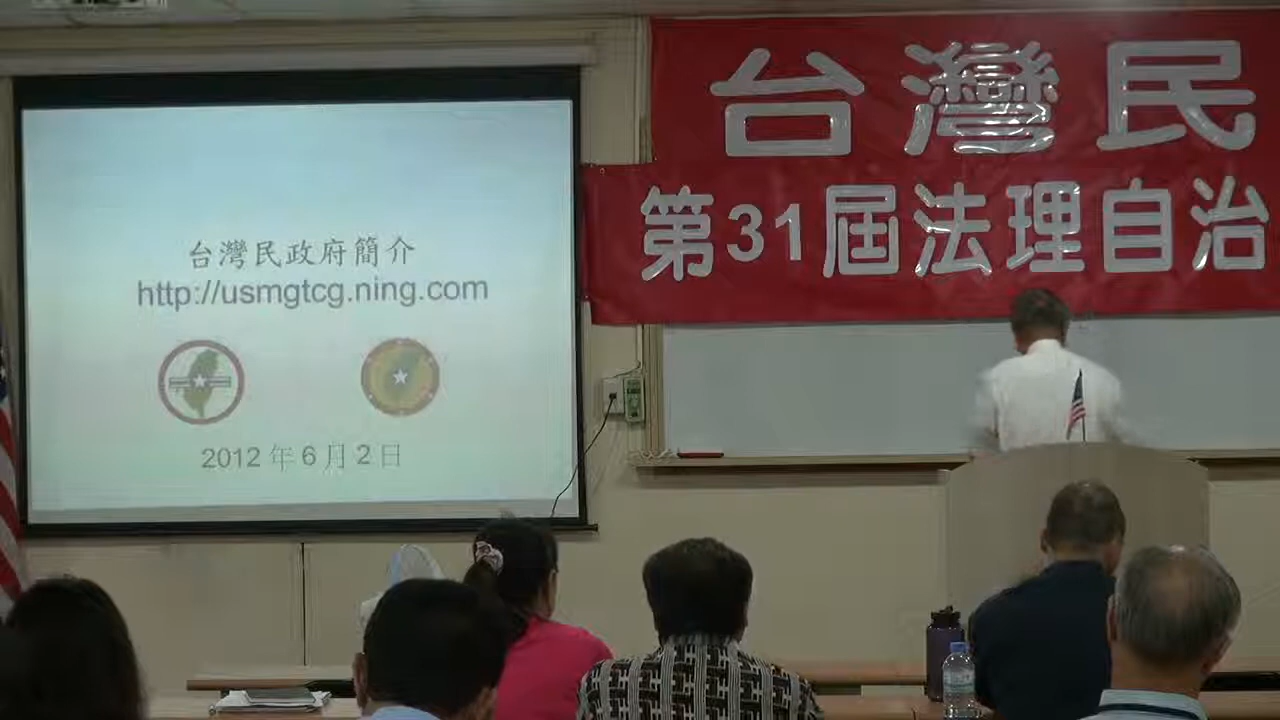 台灣民政府簡介
http://usmgtcg.ning.com
2012年6月2日
台灣民
第31屆法理自治